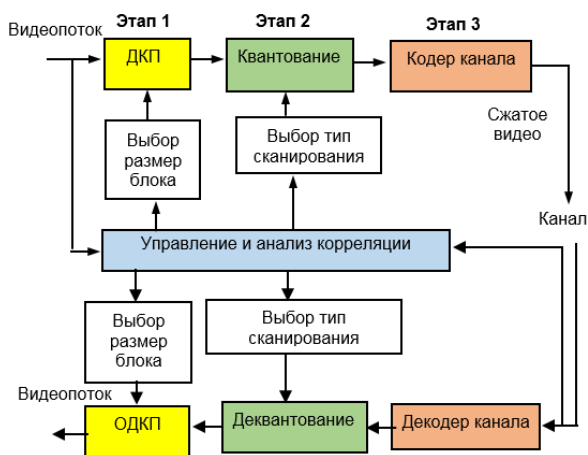 Этап 1
Этап 2
Этап 3
Видеопоток
ДКП
Квантование
Кодер канала
Выбор
размер
блока
Выбор тип
сканирования
Сжатое
видео
Канал
Управление и анализ корреляции
Выбор
размер
блока
Выбор тип
сканирования
Видеопоток
ОДКП
Деквантование
Декодер канала